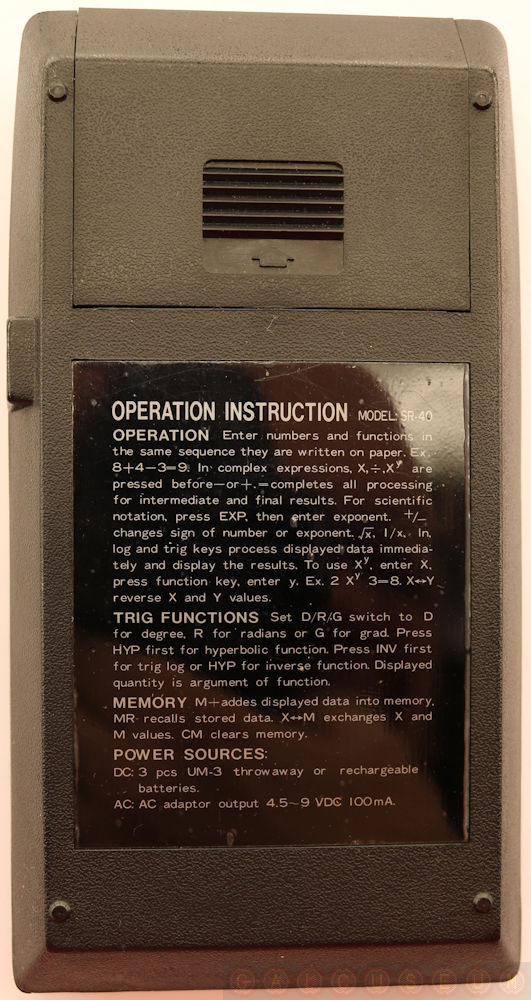 OPERATION INSTRUCTION MODEL: SR-40
OPERATION Enter numbers and functions in
the same sequence they are written on paper. Ex.
8+4−3=9. In complex expressions, X, ÷, Xʸ are
pressed before−or+. =completes all processing
for intermediate and final results. For scientific
notation, press EXP, then enter exponent. +/−
changes sign of number or exponent. √x, 1/x, ln,
log and trig keys process displayed data immedia-
tely and display the results. To use Xʸ, enter X,
press function key, enter y. Ex. 2 Xʸ 3=8. X↔Y
reverse X and Y values.
TRIG FUNCTIONS Set D/R/G switch to D
for degree, R for radians or G for grad. Press
HYP first for hyperbolic function. Press INV first
for trig log or HYP for inverse function. Displayed
quantity is argument of function.
MEMORY M+addes displayed data into memory.
MR recalls stored data. X↔M exchanges X and
M values. CM clears memory.
POWER SOURCES:
DC: 3 pcs UM-3 throwaway or rechargeable
batteries.
AC: AC adaptor output 4.5~9 VDC 100mA.
CALCUSEUM